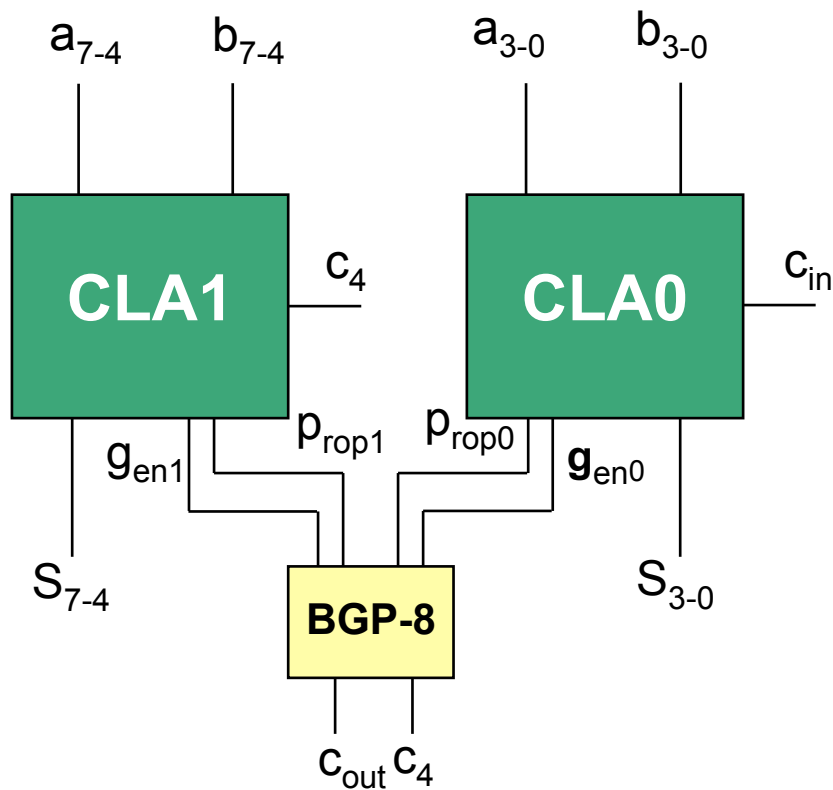 a7-4 b7-4 a3-0 b3-0
CLA1 c4 CLA0 cin
gen1 prop1 prop0 gen0
S7-4 S3-0
BGP-8
cout c4